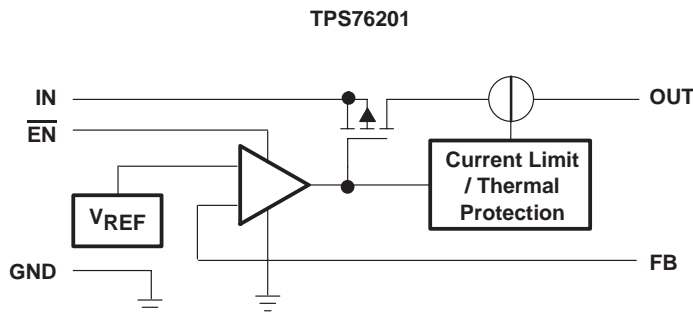 TPS76201
IN
OUT
EN
Current Limit
/ Thermal
Protection
VREF
FB
GND